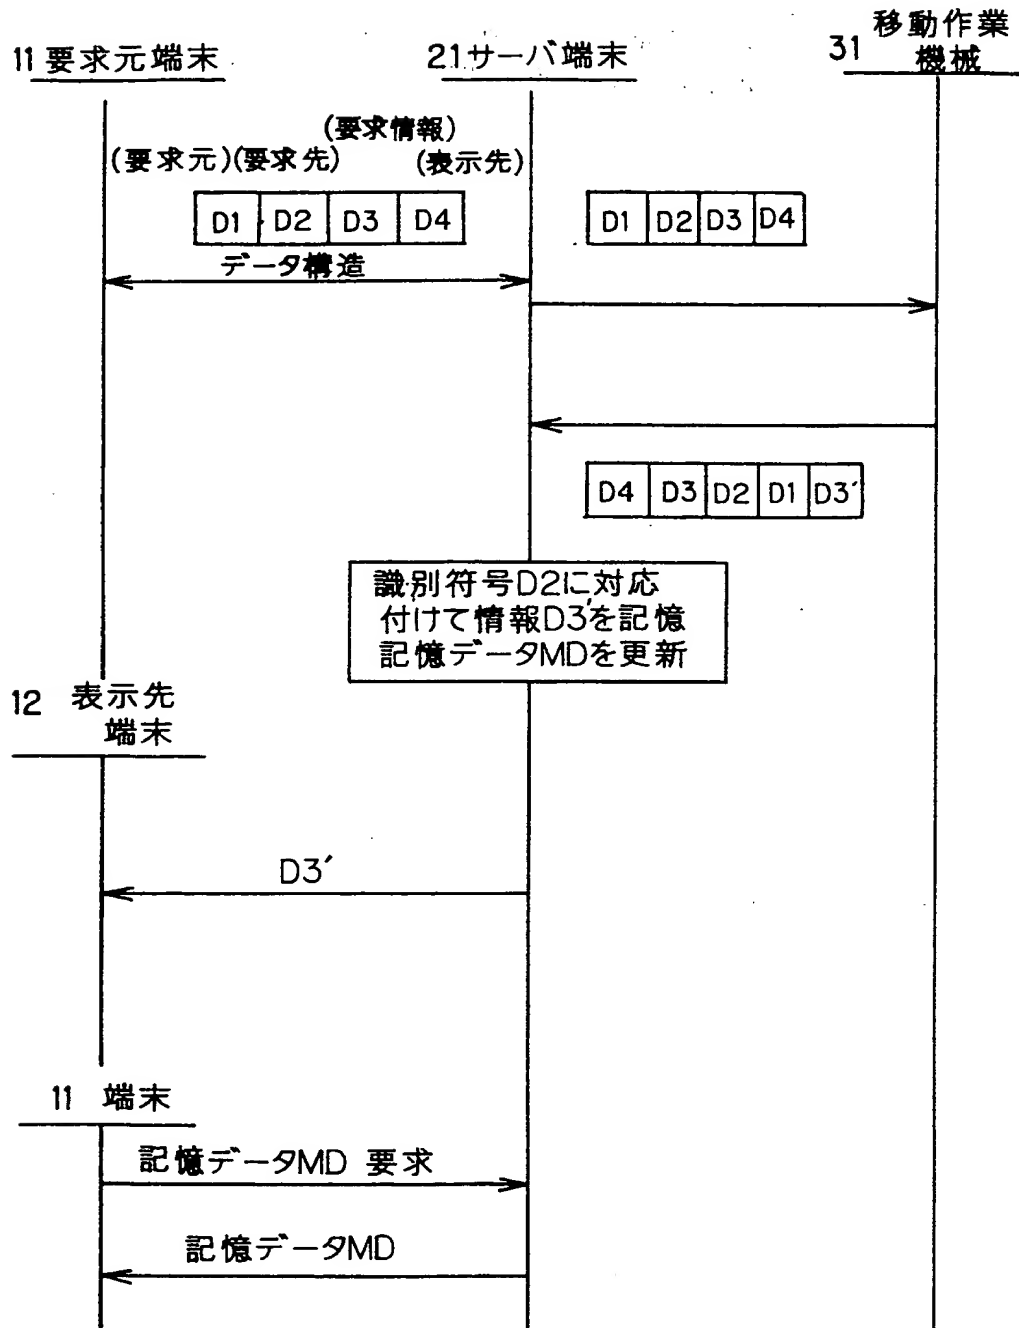 11 要求元端末
21 サーバ端末
31 移動作業
機械
(要求情報)
(要求元)(要求先) (表示先)
D1 D2 D3 D4
D1 D2 D3 D4
データ構造
D4 D3 D2 D1 D3′
識別符号D2に対応
付けて情報D3′を記憶
記憶データMDを更新
12 表示先
端末
D3′
11 端末
記憶データMD 要求
記憶データMD